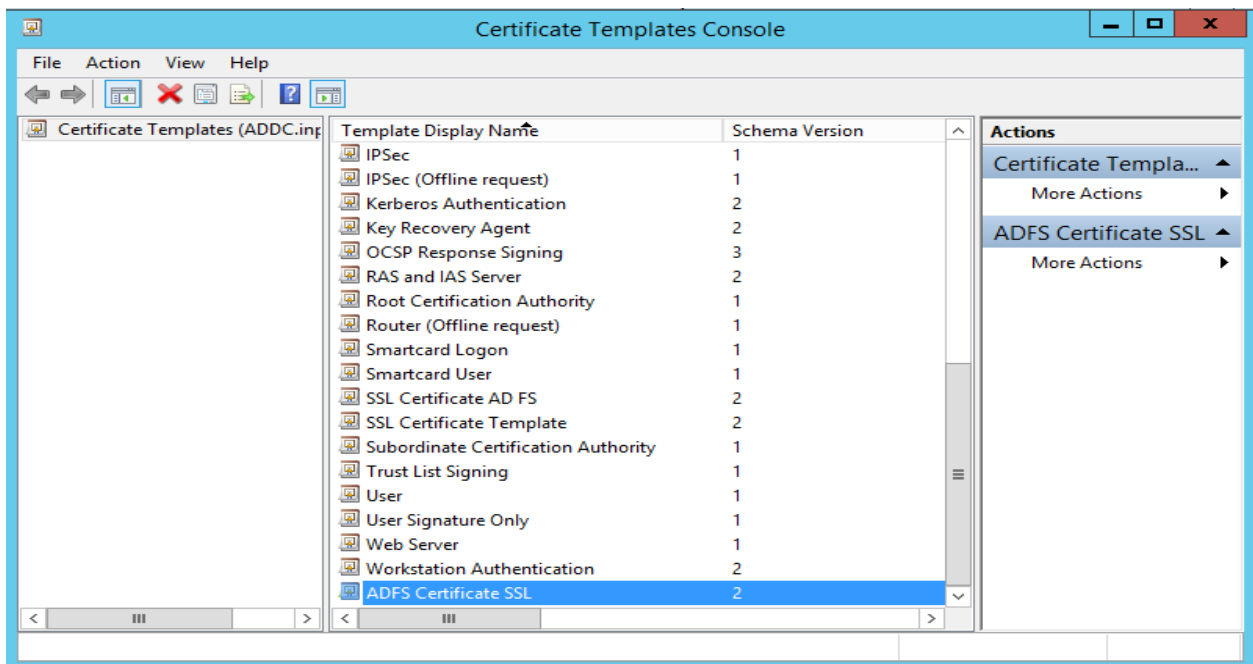 Certificate Templates Console
File Action View Help
Certificate Templates (ADDC.inp
Template Display Name Schema Version
IPSec 1
IPSec (Offline request) 1
Kerberos Authentication 2
Key Recovery Agent 2
OCSP Response Signing 3
RAS and IAS Server 2
Root Certification Authority 1
Router (Offline request) 1
Smartcard Logon 1
Smartcard User 1
SSL Certificate AD FS 2
SSL Certificate Template 2
Subordinate Certification Authority 1
Trust List Signing 1
User 1
User Signature Only 1
Web Server 1
Workstation Authentication 2
ADFS Certificate SSL 2
Actions
Certificate Templa...
More Actions
ADFS Certificate SSL
More Actions